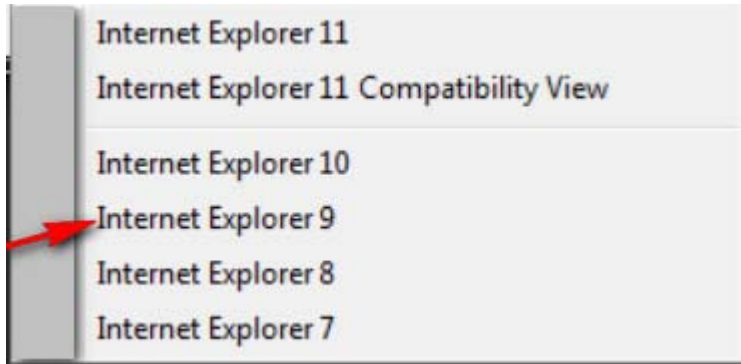 Internet Explorer 11
Internet Explorer 11 Compatibility View
Internet Explorer 10
Internet Explorer 9
Internet Explorer 8
Internet Explorer 7